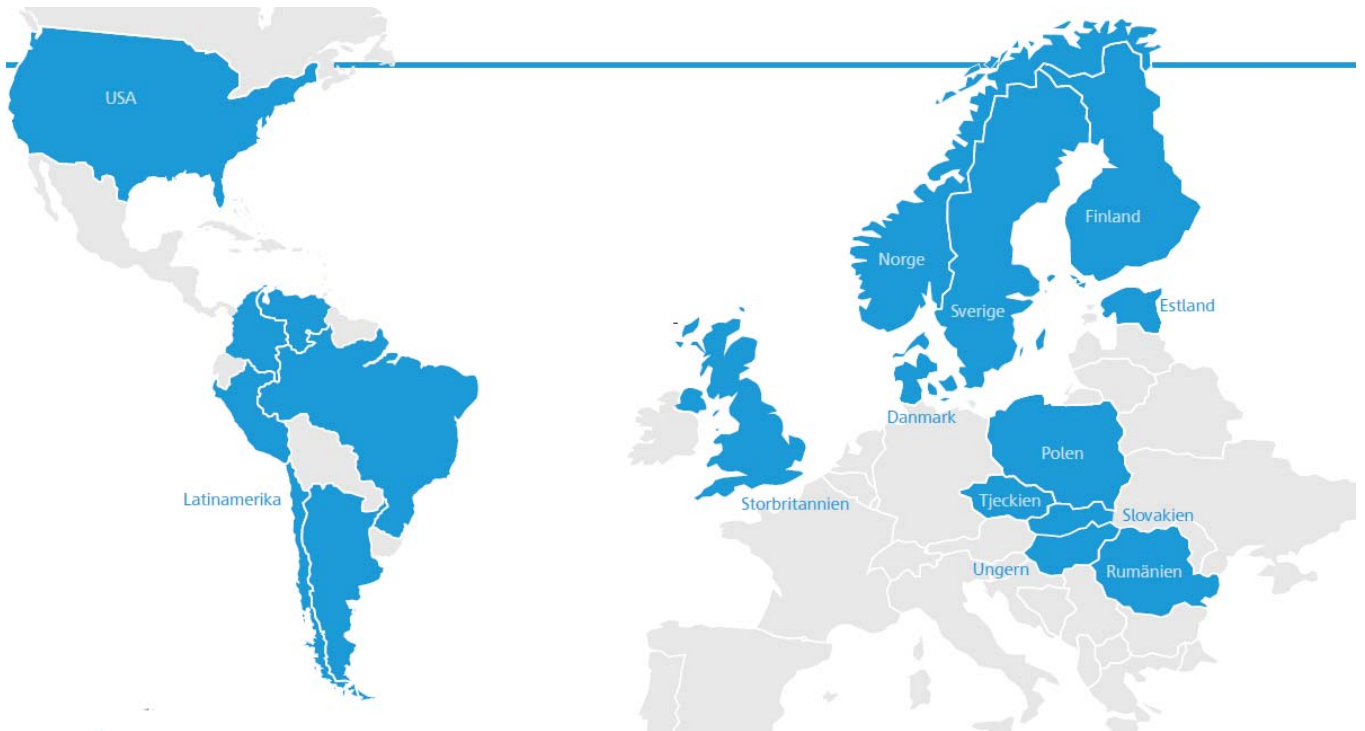 USA
Finland
Norge
Sverige
Estland
Danmark
Polen
Latinamerika
Storbritannien
Tjeckien
Slovakien
Ungern
Rumänien